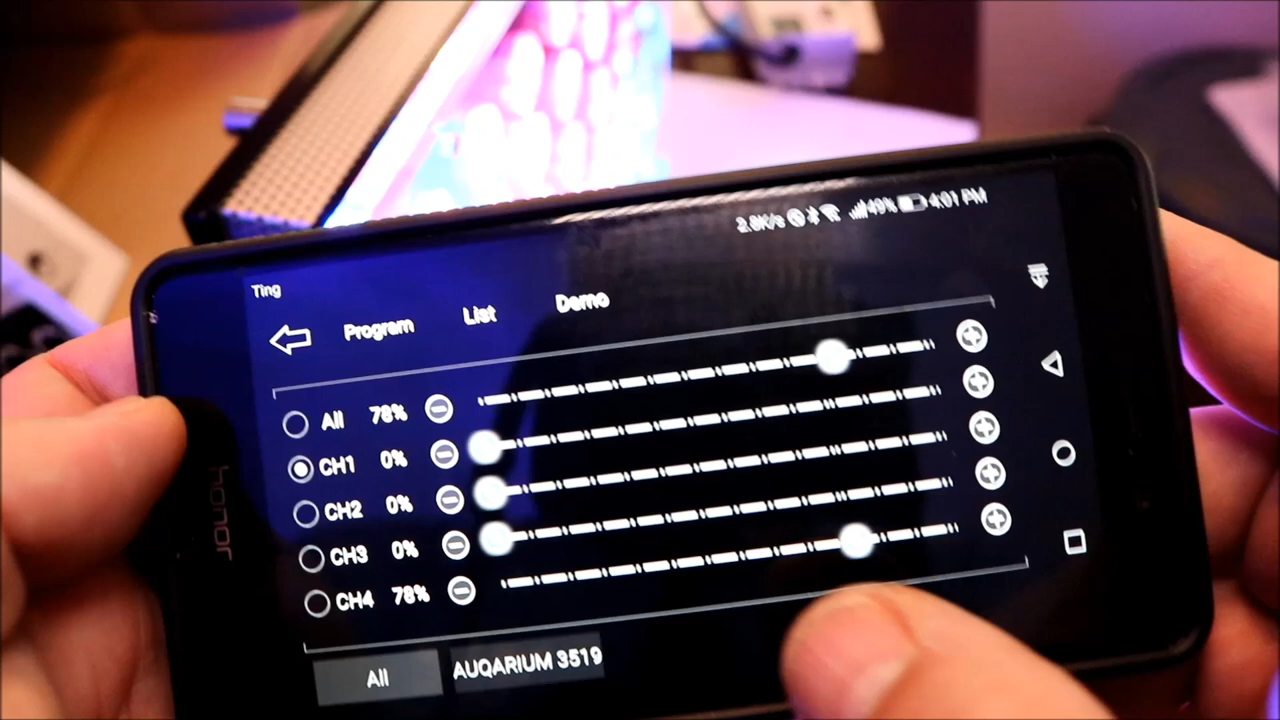 2.8K/s 49% 4:01 PM
Ting
Program List Demo
All 78%
CH1 0%
CH2 0%
CH3 0%
CH4 78%
All AUQARIUM 3519
honor